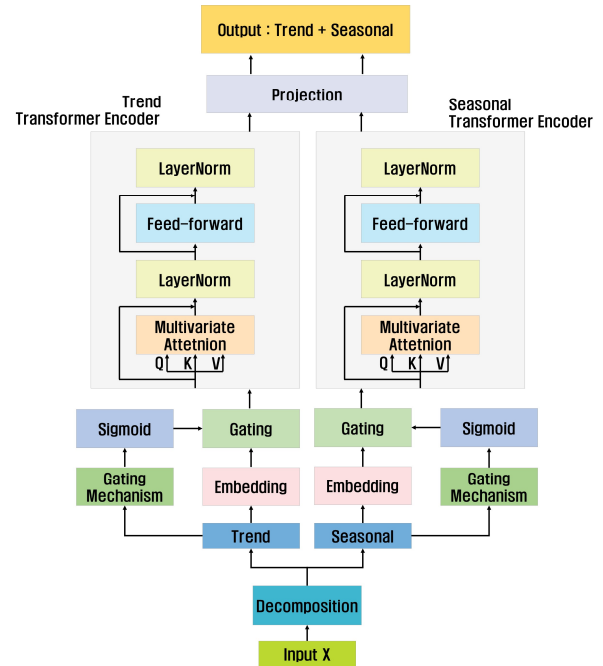 Output : Trend + Seasonal
Projection
Trend
Transformer Encoder
Seasonal
Transformer Encoder
LayerNorm
Feed-forward
LayerNorm
Multivariate
Attetnion
Q K V
LayerNorm
Feed-forward
LayerNorm
Multivariate
Attetnion
Q K V
Sigmoid
Gating
Gating
Sigmoid
Gating
Mechanism
Embedding
Embedding
Gating
Mechanism
Trend
Seasonal
Decomposition
Input X